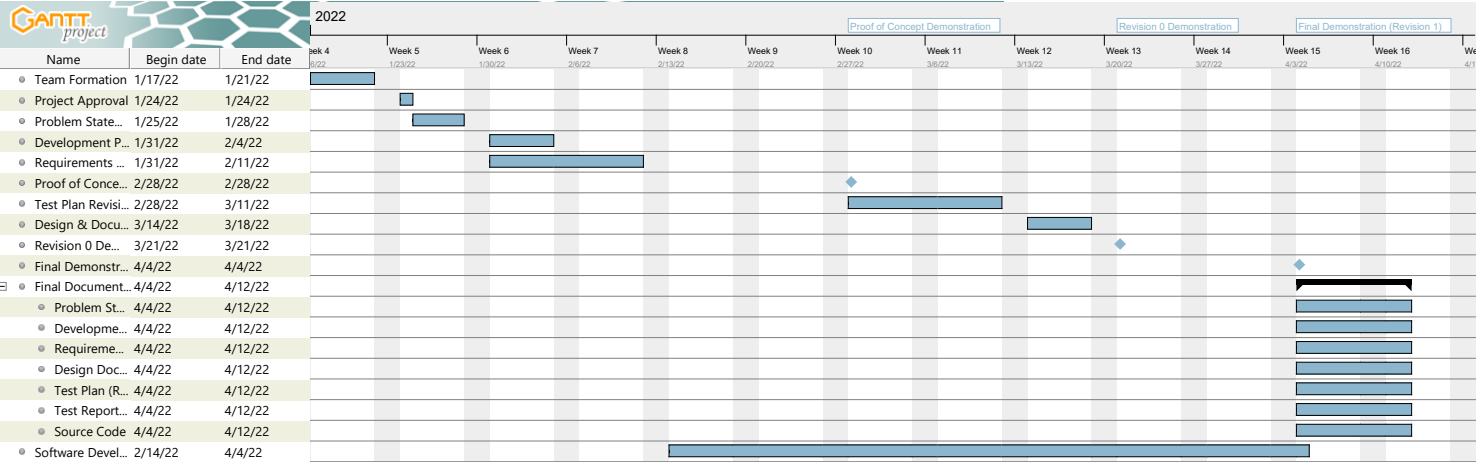 GANTT project
2022
Proof of Concept Demonstration Revision 0 Demonstration Final Demonstration (Revision 1)
eek 4 Week 5 Week 6 Week 7 Week 8 Week 9 Week 10 Week 11 Week 12 Week 13 Week 14 Week 15 Week 16 We
Name Begin date End date 6/22 1/23/22 1/30/22 2/6/22 2/13/22 2/20/22 2/27/22 3/6/22 3/13/22 3/20/22 3/27/22 4/3/22 4/10/22 4/1
Team Formation 1/17/22 1/21/22
Project Approval 1/24/22 1/24/22
Problem State... 1/25/22 1/28/22
Development P... 1/31/22 2/4/22
Requirements ... 1/31/22 2/11/22
Proof of Conce... 2/28/22 2/28/22
Test Plan Revisi... 2/28/22 3/11/22
Design & Docu... 3/14/22 3/18/22
Revision 0 De... 3/21/22 3/21/22
Final Demonstr... 4/4/22 4/4/22
Final Document... 4/4/22 4/12/22
Problem St... 4/4/22 4/12/22
Developme... 4/4/22 4/12/22
Requireme... 4/4/22 4/12/22
Design Doc... 4/4/22 4/12/22
Test Plan (R... 4/4/22 4/12/22
Test Report... 4/4/22 4/12/22
Source Code 4/4/22 4/12/22
Software Devel... 2/14/22 4/4/22